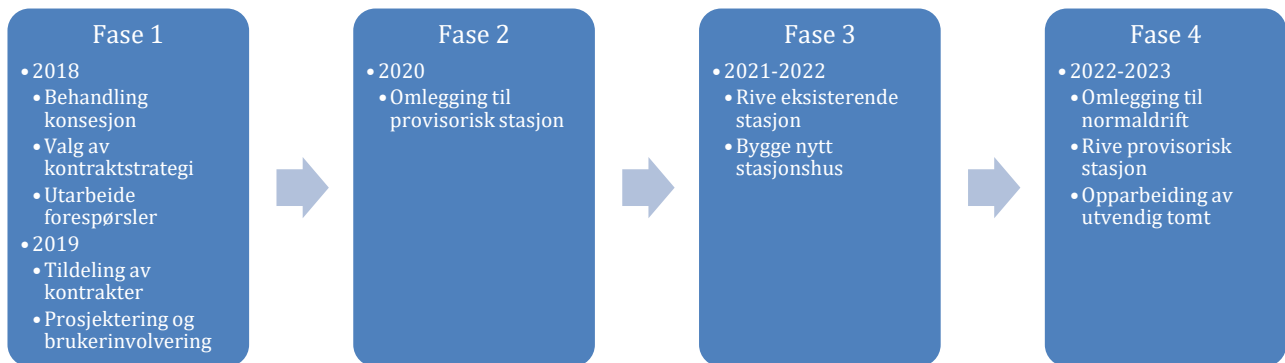 Fase 1
•2018
•Behandling
konsesjon
•Valg av
kontraktstrategi
•Utarbeide
forespørsler
•2019
•Tildeling av
kontrakter
•Prosjektering og
brukerinvolvering
Fase 2
•2020
•Omlegging til
provisorisk stasjon
Fase 3
•2021-2022
•Rive eksisterende
stasjon
•Bygge nytt
stasjonshus
Fase 4
•2022-2023
•Omlegging til
normaldrift
•Rive provisorisk
stasjon
•Opparbeiding av
utvendig tomt